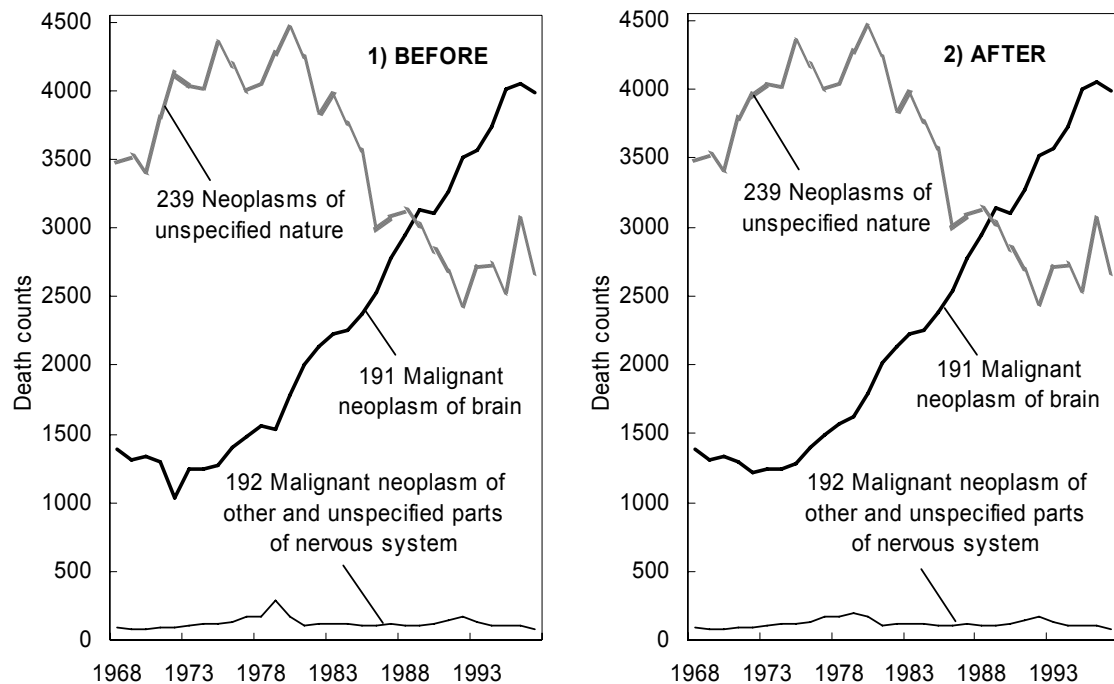 1) BEFORE
Death counts
4500
4000
3500
3000
2500
2000
1500
1000
500
0
239 Neoplasms of
unspecified nature
191 Malignant
neoplasm of brain
192 Malignant neoplasm of
other and unspecified parts
of nervous system
1968 1973 1978 1983 1988 1993
2) AFTER
Death counts
4500
4000
3500
3000
2500
2000
1500
1000
500
0
239 Neoplasms of
unspecified nature
191 Malignant
neoplasm of brain
192 Malignant neoplasm of
other and unspecified parts
of nervous system
1968 1973 1978 1983 1988 1993